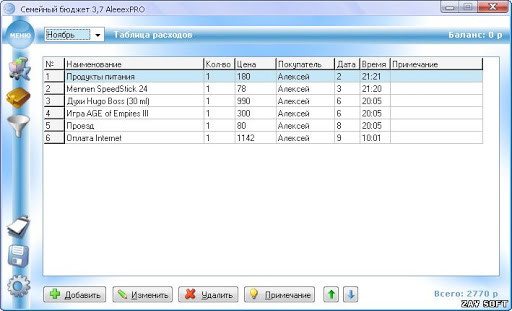 Семейный бюджет 3,7 AleeexPRO
МЕНЮ Ноябрь Таблица расходов Баланс: 0 р
№ Наименование Кол-во Цена Покупатель Дата Время Примечание
1 Продукты питания 1 180 Алексей 2 21:21
2 Mennen SpeedStick 24 1 78 Алексей 3 21:20
3 Духи Hugo Boss (30 ml) 1 990 Алексей 6 20:05
4 Игра AGE of Empires III 1 300 Алексей 6 20:05
5 Проезд 1 80 Алексей 8 20:05
6 Оплата Internet 1 1142 Алексей 9 10:01
Добавить Изменить Удалить Примечание Всего: 2770 р
ZAV SOFT